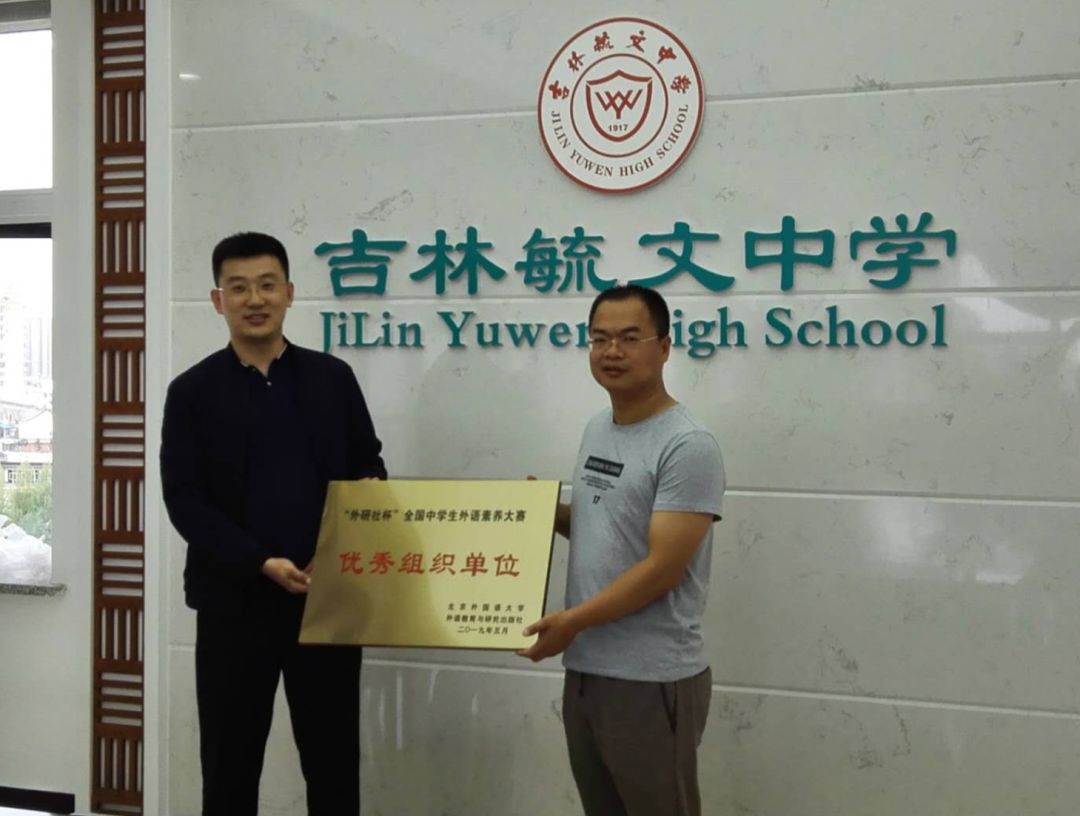 吉林毓文中学
1917
JI LIN YUWEN HIGH SCHOOL
吉林毓文中学
JiLin Yuwen High School
“外研社杯”全国中学生外语素养大赛
优秀组织单位
北京外国语大学
外语教育与研究出版社
二〇一九年五月
17